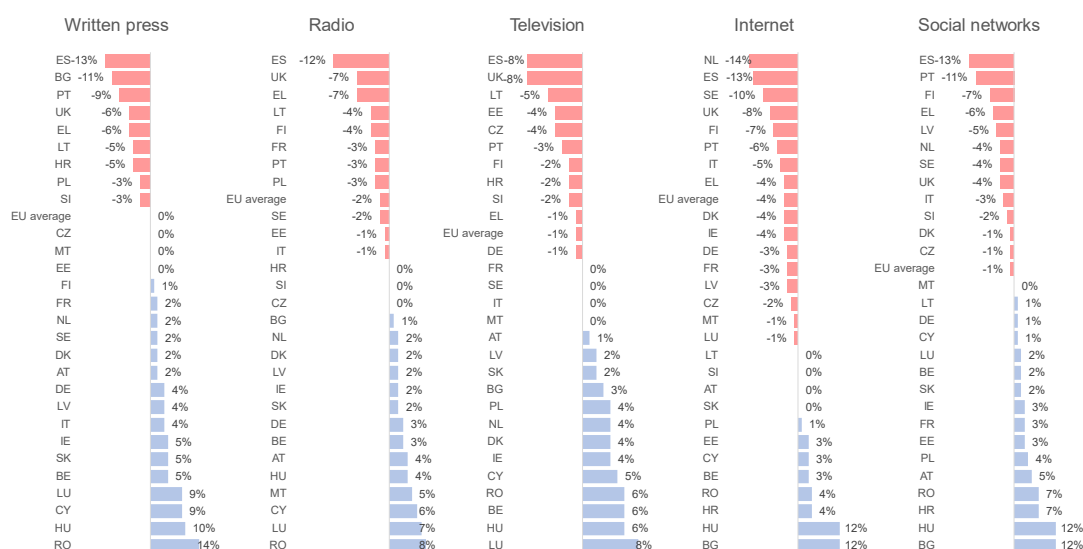 Written press
ES -13%
BG -11%
PT -9%
UK -6%
EL -6%
LT -5%
HR -5%
PL -3%
SI -3%
EU average 0%
CZ 0%
MT 0%
EE 0%
FI 1%
FR 2%
NL 2%
SE 2%
DK 2%
AT 2%
DE 4%
LV 4%
IT 4%
IE 5%
SK 5%
BE 5%
LU 9%
CY 9%
HU 10%
RO 14%
Radio
ES -12%
UK -7%
EL -7%
LT -4%
FI -4%
FR -3%
PT -3%
PL -3%
EU average -2%
SE -2%
EE -1%
IT -1%
HR 0%
SI 0%
CZ 0%
BG 1%
NL 2%
DK 2%
LV 2%
IE 2%
SK 2%
DE 3%
BE 3%
AT 4%
HU 4%
MT 5%
CY 6%
LU 7%
RO 8%
Television
ES -8%
UK -8%
LT -5%
EE -4%
CZ -4%
PT -3%
FI -2%
HR -2%
SI -2%
EL -1%
EU average -1%
DE -1%
FR 0%
SE 0%
IT 0%
MT 0%
AT 1%
LV 2%
SK 2%
BG 3%
PL 4%
NL 4%
DK 4%
IE 4%
CY 5%
RO 6%
BE 6%
HU 6%
LU 8%
Internet
NL -14%
ES -13%
SE -10%
UK -8%
FI -7%
PT -6%
IT -5%
EL -4%
EU average -4%
DK -4%
IE -4%
DE -3%
FR -3%
LV -3%
CZ -2%
MT -1%
LU -1%
LT 0%
SI 0%
AT 0%
SK 0%
PL 1%
EE 3%
CY 3%
BE 3%
RO 4%
HR 4%
HU 12%
BG 12%
Social networks
ES -13%
PT -11%
FI -7%
EL -6%
LV -5%
NL -4%
SE -4%
UK -4%
IT -3%
SI -2%
DK -1%
CZ -1%
EU average -1%
MT 0%
LT 1%
DE 1%
CY 1%
LU 2%
BE 2%
SK 2%
IE 3%
FR 3%
EE 3%
PL 4%
AT 5%
RO 7%
HR 7%
HU 12%
BG 12%